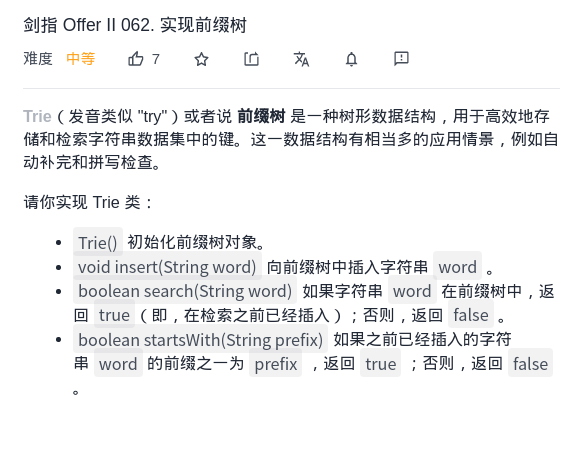 剑指 Offer II 062. 实现前缀树
难度 中等 7
Trie（发音类似 "try"）或者说 前缀树 是一种树形数据结构，用于高效地存
储和检索字符串数据集中的键。这一数据结构有相当多的应用情景，例如自
动补完和拼写检查。
请你实现 Trie 类：
• Trie() 初始化前缀树对象。
• void insert(String word) 向前缀树中插入字符串 word 。
• boolean search(String word) 如果字符串 word 在前缀树中，返
回 true（即，在检索之前已经插入）；否则，返回 false 。
• boolean startsWith(String prefix) 如果之前已经插入的字符
串 word 的前缀之一为 prefix ，返回 true ；否则，返回 false
。